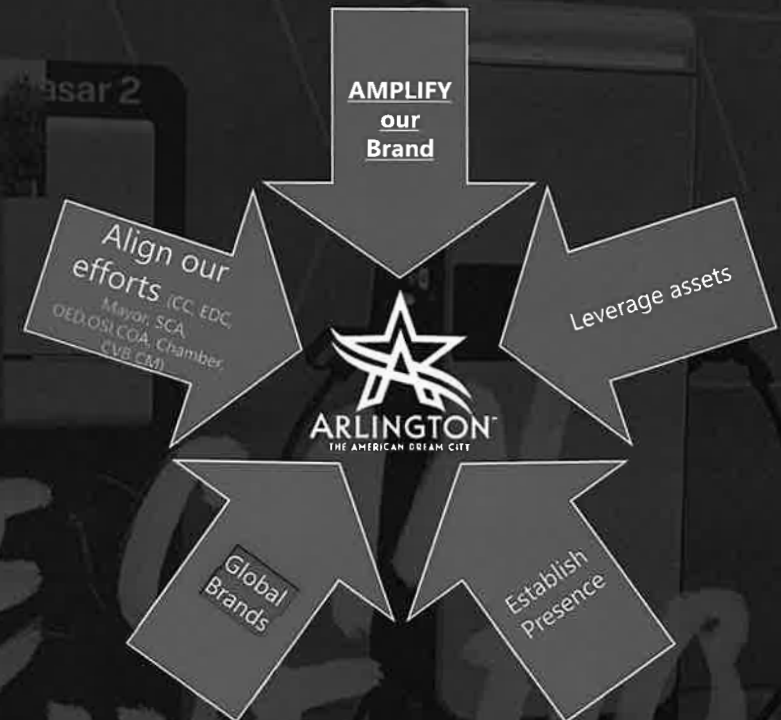 asar 2
AMPLIFY
our
Brand
Align our
efforts (CC, EDC,
Mayor, SCA,
OED,OSI,COA, Chamber,
CVB,CM)
Leverage assets
ARLINGTON™
THE AMERICAN DREAM CITY
Global
Brands
Establish
Presence